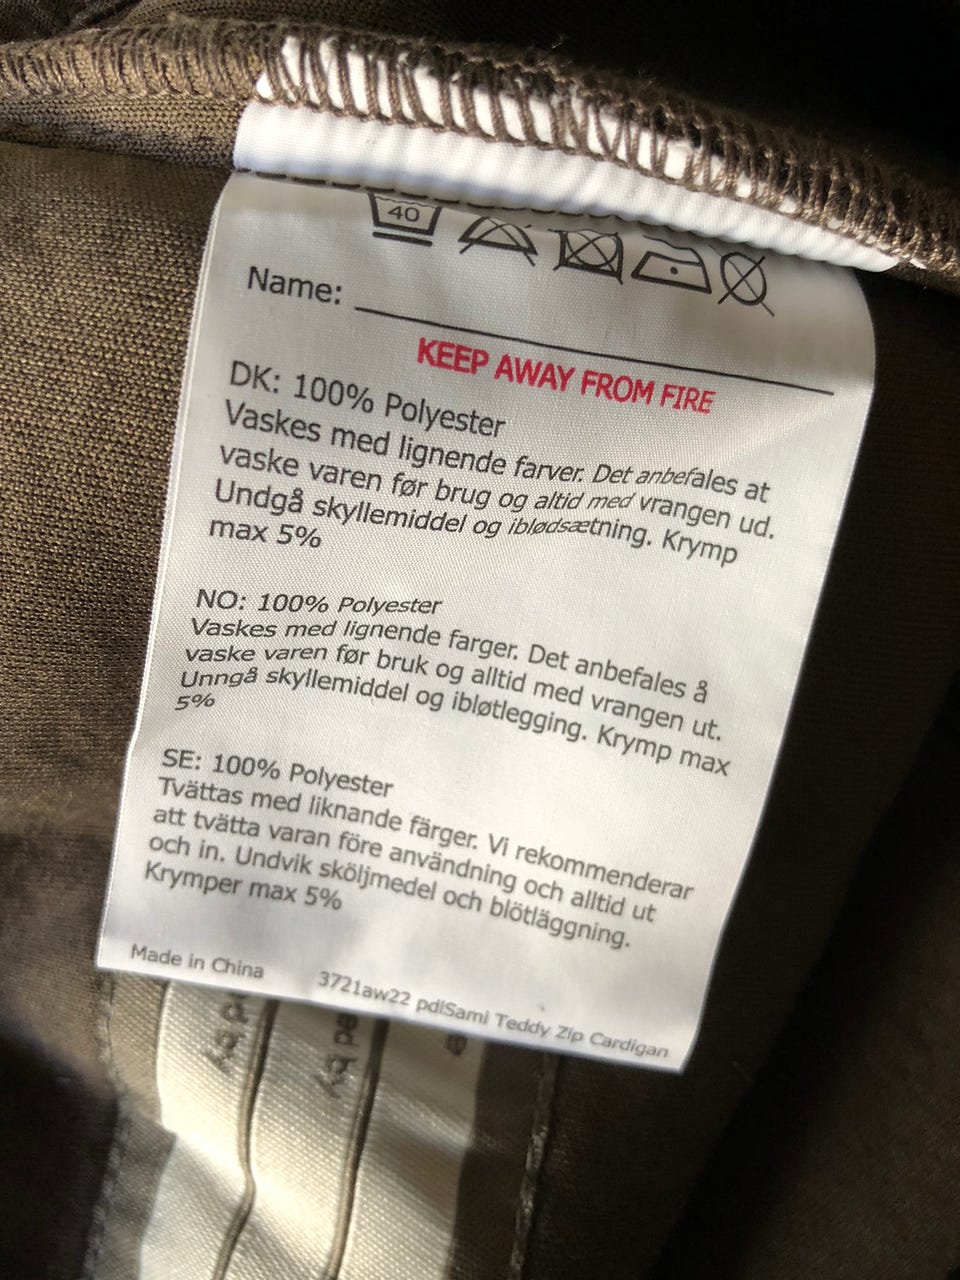 40
Name:
KEEP AWAY FROM FIRE
DK: 100% Polyester
Vaskes med lignende farver. Det anbefales at
vaske varen før brug og altid med vrangen ud.
Undgå skyllemiddel og iblødsætning. Krymp
max 5%
NO: 100% Polyester
Vaskes med lignende farger. Det anbefales å
vaske varen før bruk og alltid med vrangen ut.
Unngå skyllemiddel og ibløtlegging. Krymp max
5%
SE: 100% Polyester
Tvättas med liknande färger. Vi rekommenderar
att tvätta varan före användning och alltid ut
och in. Undvik sköljmedel och blötläggning.
Krymper max 5%
Made in China 3721aw22 pdlSami Teddy Zip Cardigan
by
by